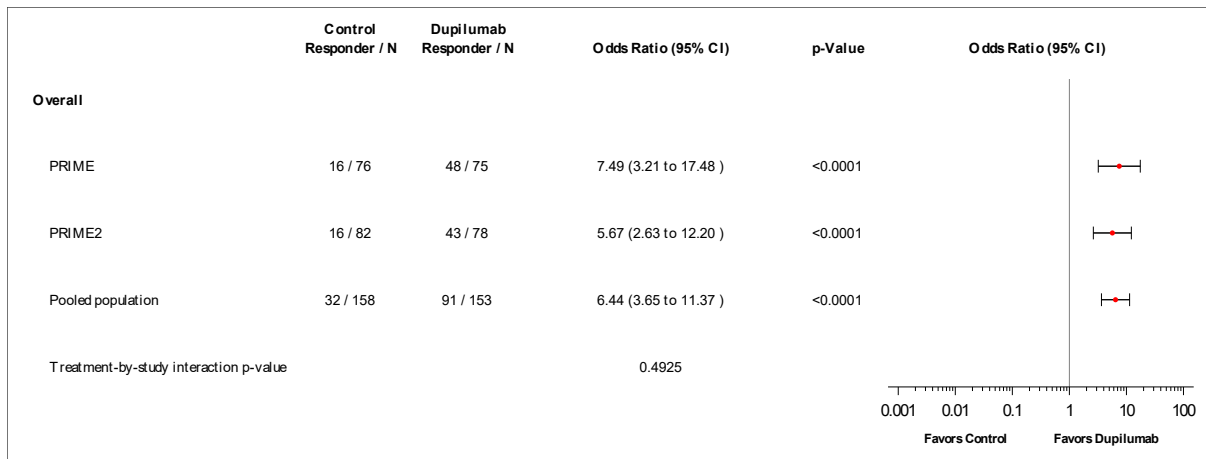 Control Dupilumab
Responder / N Responder / N Odds Ratio (95% CI) p-Value Odds Ratio (95% CI)
Overall
PRIME 16 / 76 48 / 75 7.49 (3.21 to 17.48 ) <0.0001
PRIME2 16 / 82 43 / 78 5.67 (2.63 to 12.20 ) <0.0001
Pooled population 32 / 158 91 / 153 6.44 (3.65 to 11.37 ) <0.0001
Treatment-by-study interaction p-value 0.4925
0.001 0.01 0.1 1 10 100
Favors Control Favors Dupilumab